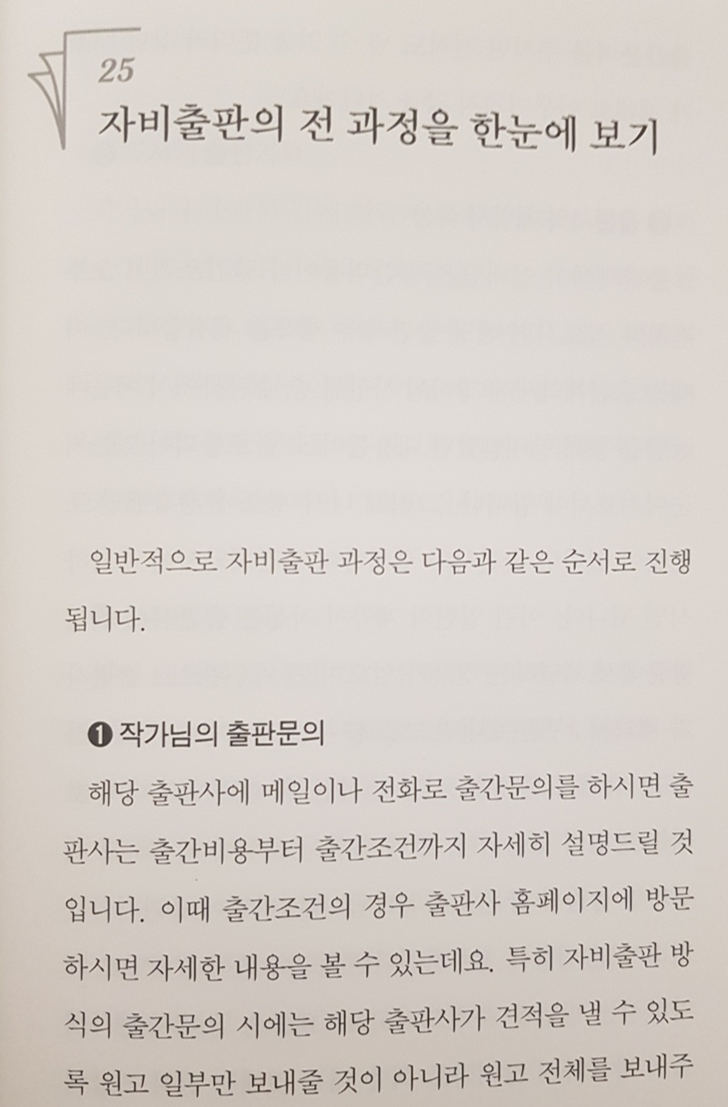 25
자비출판의 전 과정을 한눈에 보기
일반적으로 자비출판 과정은 다음과 같은 순서로 진행
됩니다.
❶ 작가님의 출판문의
해당 출판사에 메일이나 전화로 출간문의를 하시면 출
판사는 출간비용부터 출간조건까지 자세히 설명드릴 것
입니다. 이때 출간조건의 경우 출판사 홈페이지에 방문
하시면 자세한 내용을 볼 수 있는데요. 특히 자비출판 방
식의 출간문의 시에는 해당 출판사가 견적을 낼 수 있도
록 원고 일부만 보내줄 것이 아니라 원고 전체를 보내주